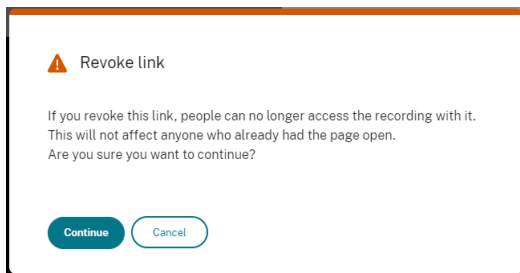 Revoke link
If you revoke this link, people can no longer access the recording with it.
This will not affect anyone who already had the page open.
Are you sure you want to continue?
Continue
Cancel